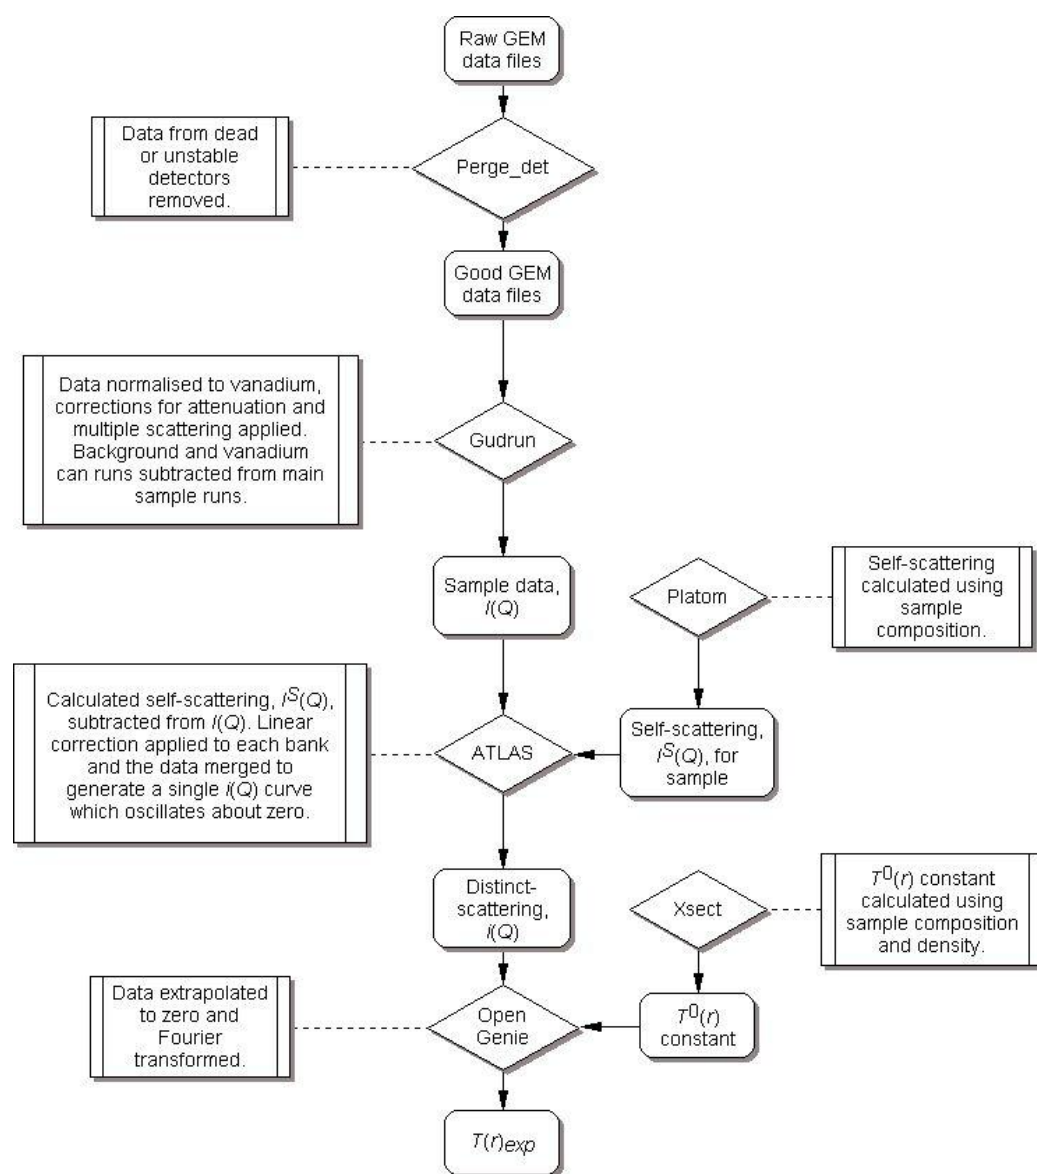 Raw GEM
data files
Data from dead
or unstable
detectors
removed.
Perge_det
Good GEM
data files
Data normalised to vanadium,
corrections for attenuation and
multiple scattering applied.
Background and vanadium
can runs subtracted from main
sample runs.
Gudrun
Sample data,
I(Q)
Platom
Self-scattering
calculated using
sample
composition.
Calculated self-scattering, Iˢ(Q),
subtracted from I(Q). Linear
correction applied to each bank
and the data merged to
generate a single i(Q) curve
which oscillates about zero.
ATLAS
Self-scattering,
Iˢ(Q), for
sample
Distinct-
scattering,
i(Q)
Xsect
T⁰(r) constant
calculated using
sample composition
and density.
Data extrapolated
to zero and
Fourier
transformed.
Open
Genie
T⁰(r)
constant
T(r)exp